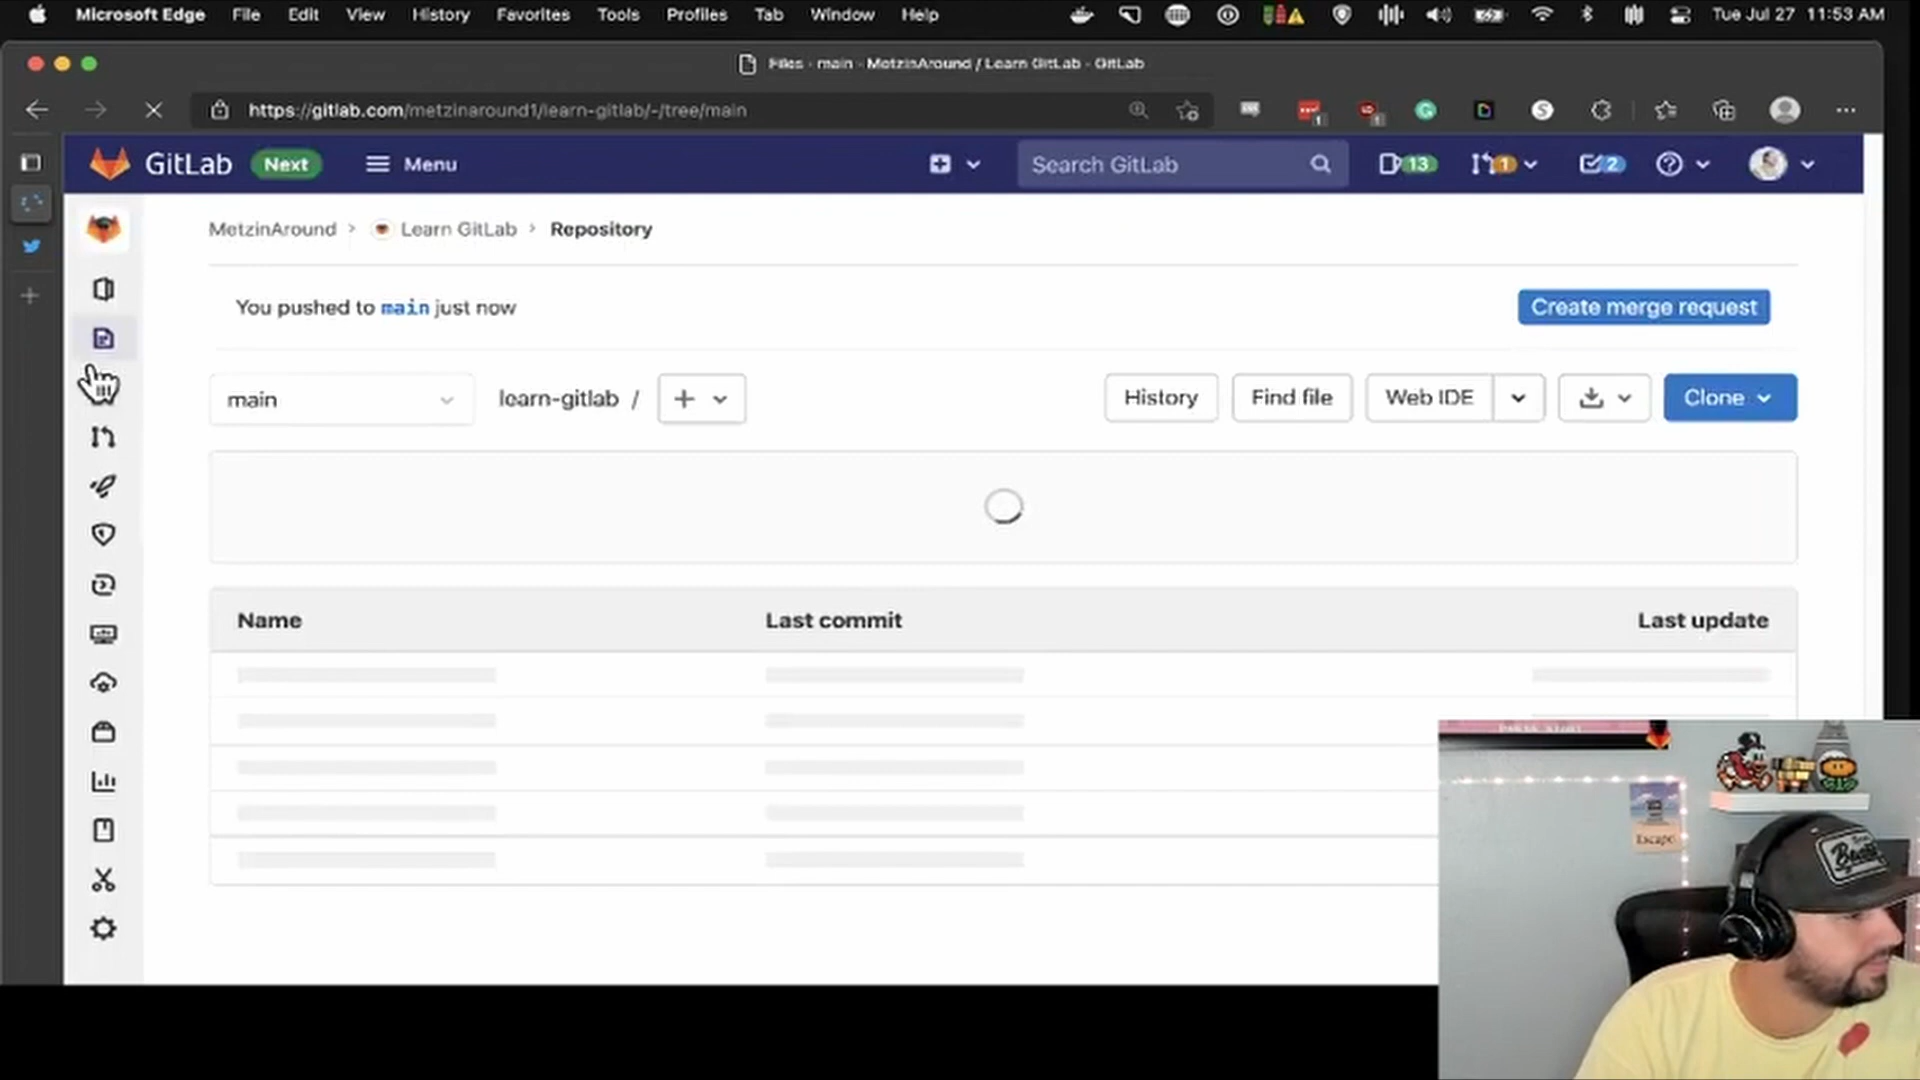 Microsoft Edge File Edit View History Favorites Tools Profiles Tab Window Help Tue Jul 27 11:53 AM
Files · main · MetzinAround / Learn GitLab · GitLab
https://gitlab.com/metzinaround1/learn-gitlab/-/tree/main
GitLab Next Menu Search GitLab 13 1 2
MetzinAround > Learn GitLab > Repository
You pushed to main just now Create merge request
main learn-gitlab / + History Find file Web IDE Clone
Name Last commit Last update
Escape